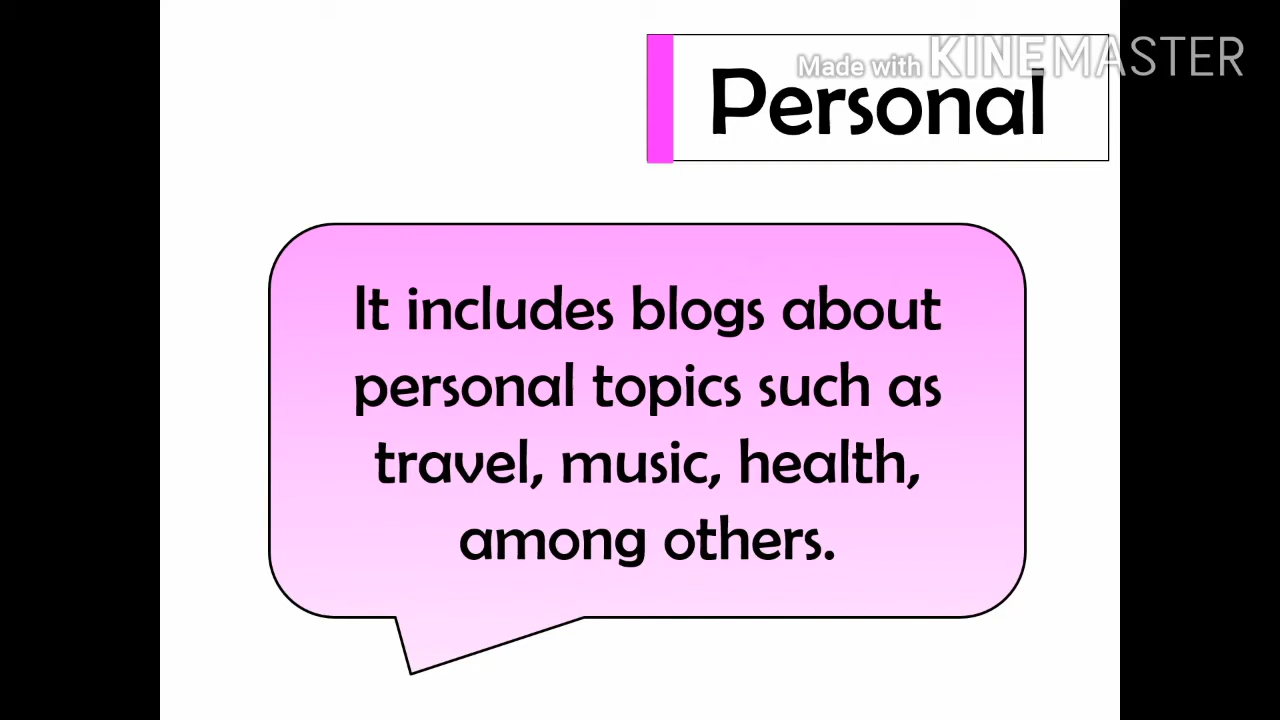 Made with KINEMASTER
Personal
It includes blogs about
personal topics such as
travel, music, health,
among others.